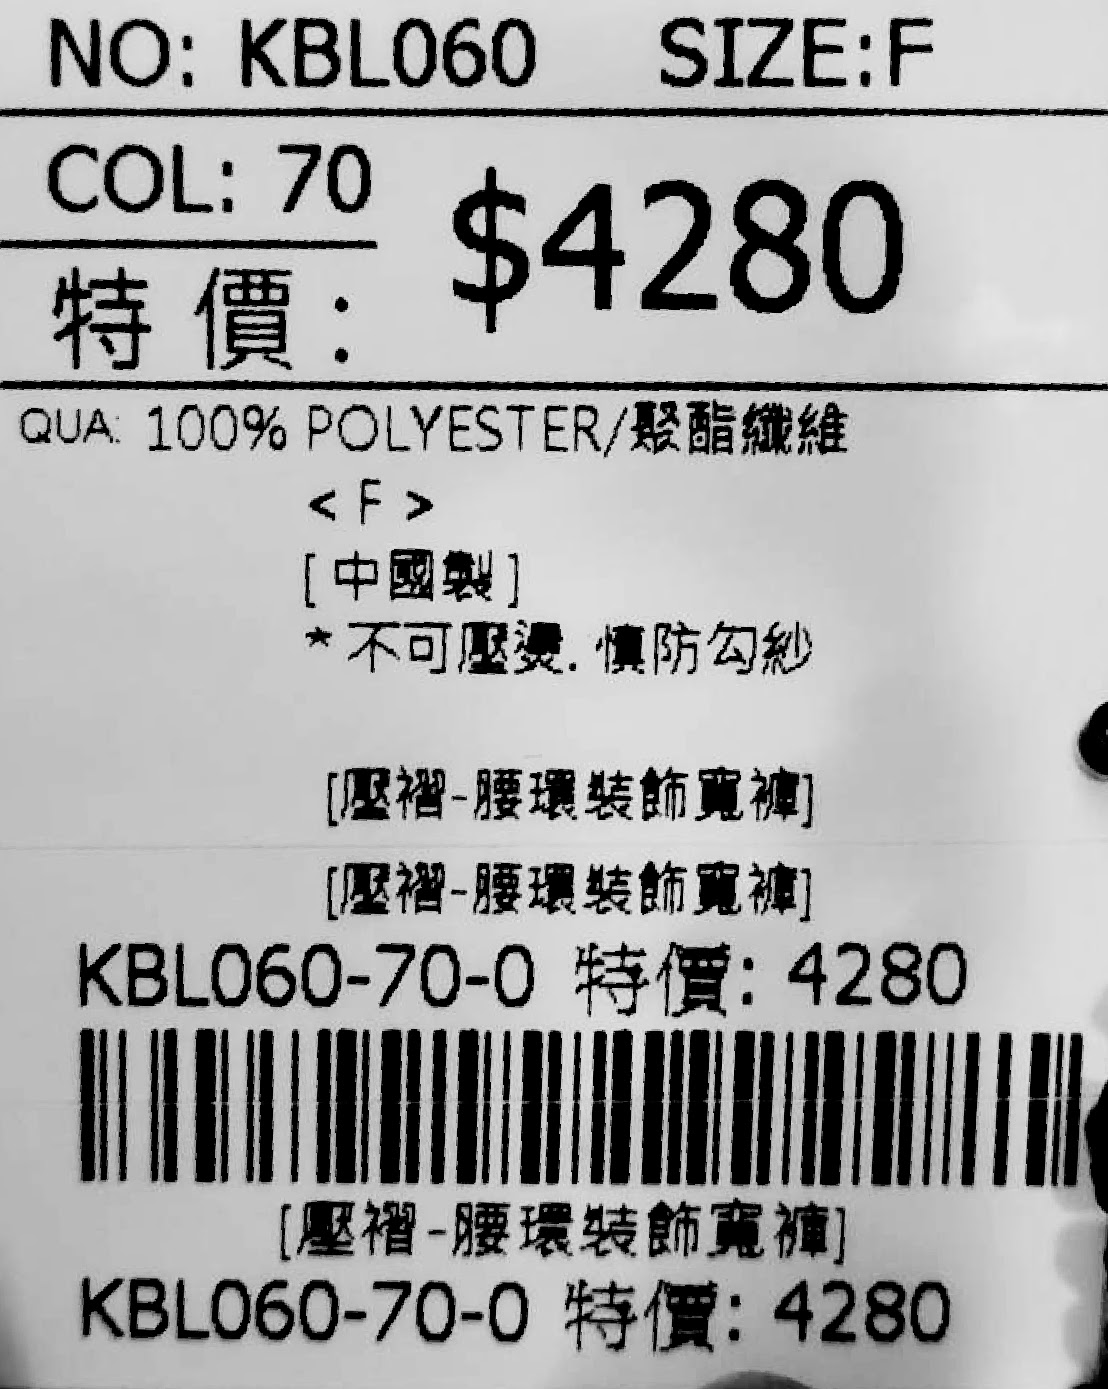 NO: KBL060 SIZE:F
COL: 70 $4280
特價:
QUA: 100% POLYESTER/聚酯纖維
< F >
[中國製]
*不可壓燙.慎防勾紗
[壓褶-腰環裝飾寬褲]
[壓褶-腰環裝飾寬褲]
KBL060-70-0 特價: 4280
[壓褶-腰環裝飾寬褲]
KBL060-70-0 特價: 4280